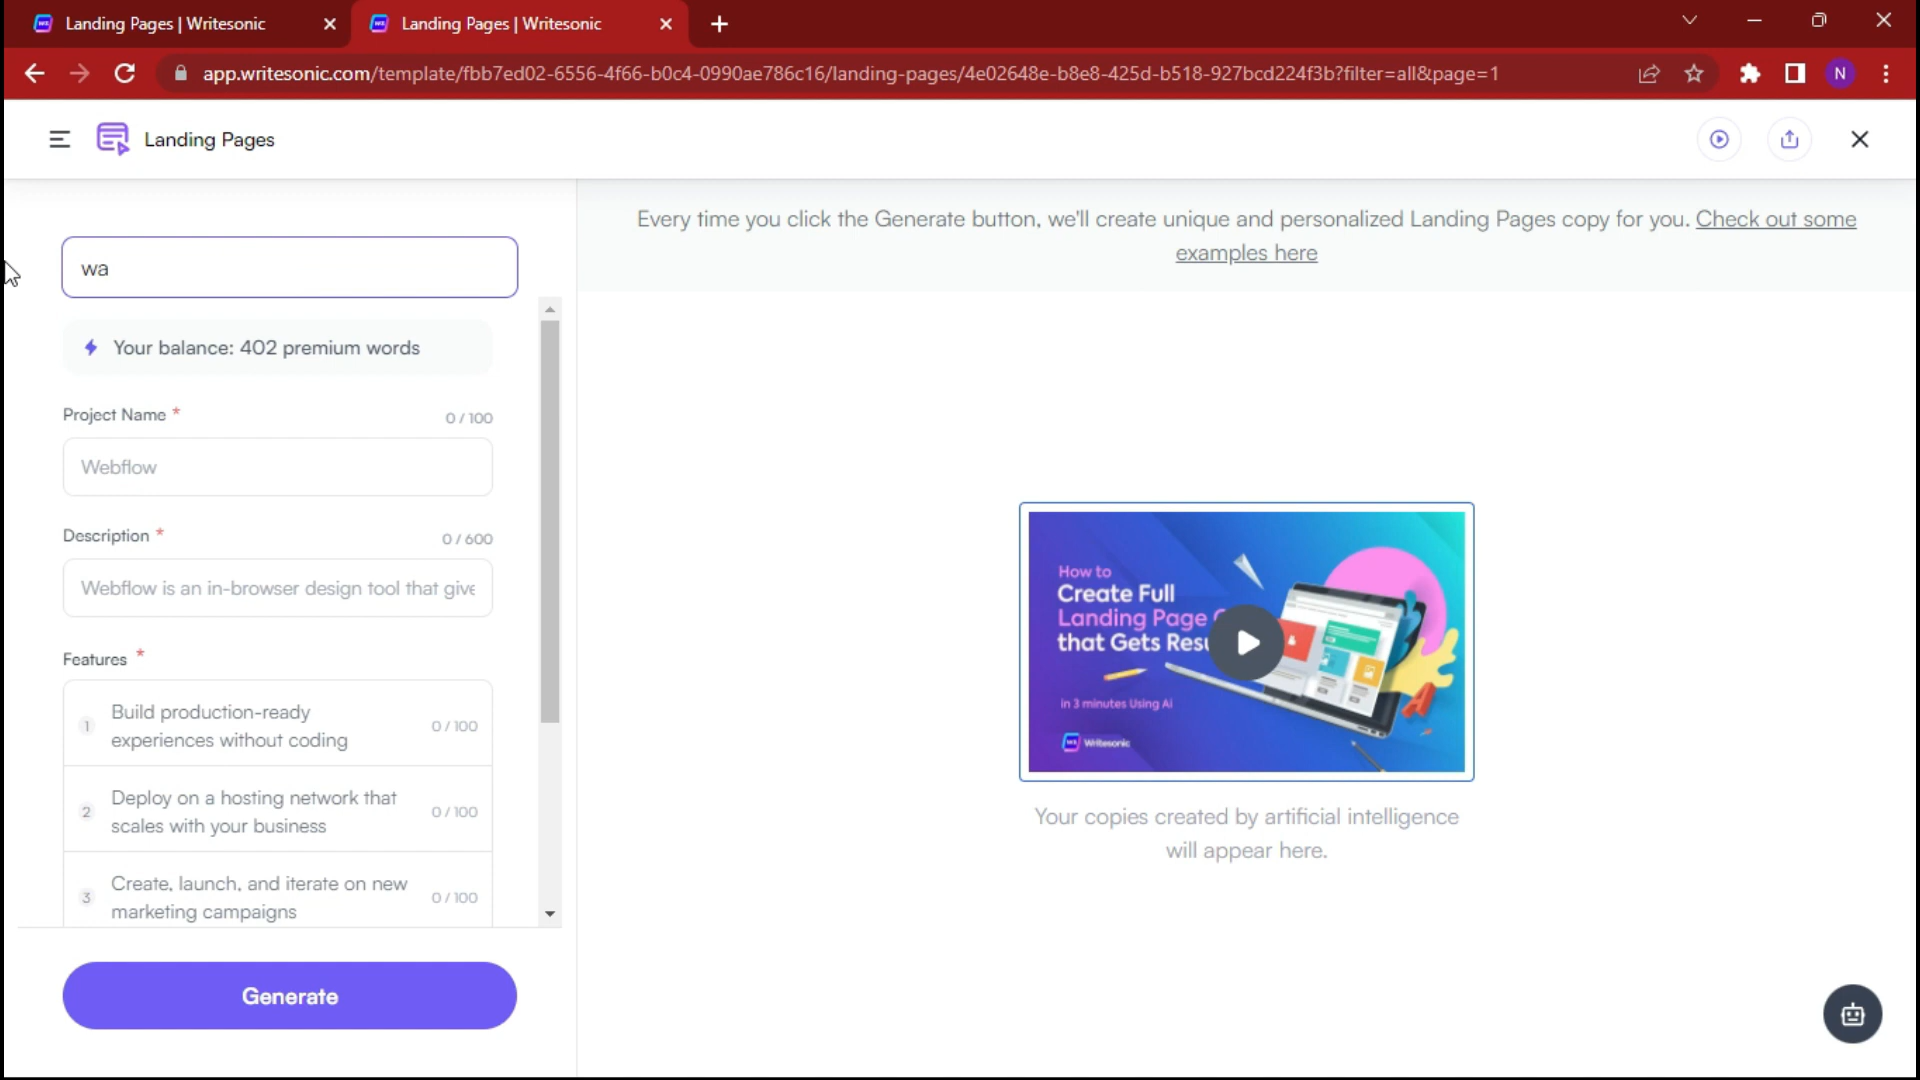 Landing Pages | Writesonic
Landing Pages | Writesonic
app.writesonic.com/template/fbb7ed02-6556-4f66-b0c4-0990ae786c16/landing-pages/4e02648e-b8e8-425d-b518-927bcd224f3b?filter=all&page=1
N
Landing Pages
wa
Your balance: 402 premium words
Project Name *
0 / 100
Webflow
Description *
0 / 600
Webflow is an in-browser design tool that give
Features *
1 Build production-ready
experiences without coding
0 / 100
2 Deploy on a hosting network that
scales with your business
0 / 100
3 Create, launch, and iterate on new
marketing campaigns
0 / 100
Generate
Every time you click the Generate button, we'll create unique and personalized Landing Pages copy for you. Check out some
examples here
How to
Create Full
Landing Page
that Gets
in 3 minutes Using Ai
Writesonic
Your copies created by artificial intelligence
will appear here.